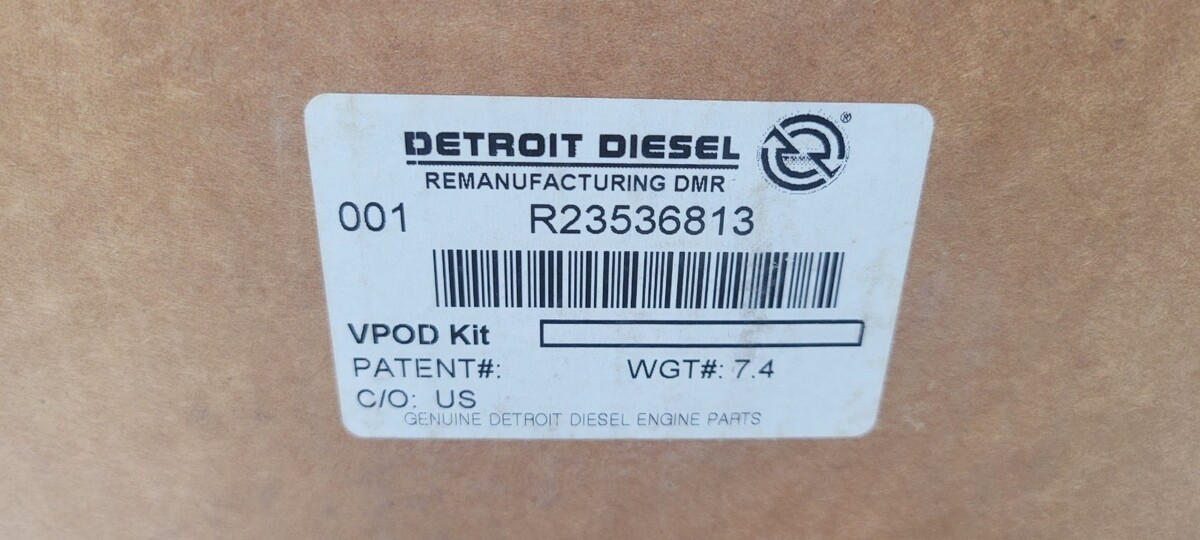 DETROIT DIESEL ®
REMANUFACTURING DMR
001 R23536813
VPOD Kit
PATENT#: WGT#: 7.4
C/O: US
GENUINE DETROIT DIESEL ENGINE PARTS